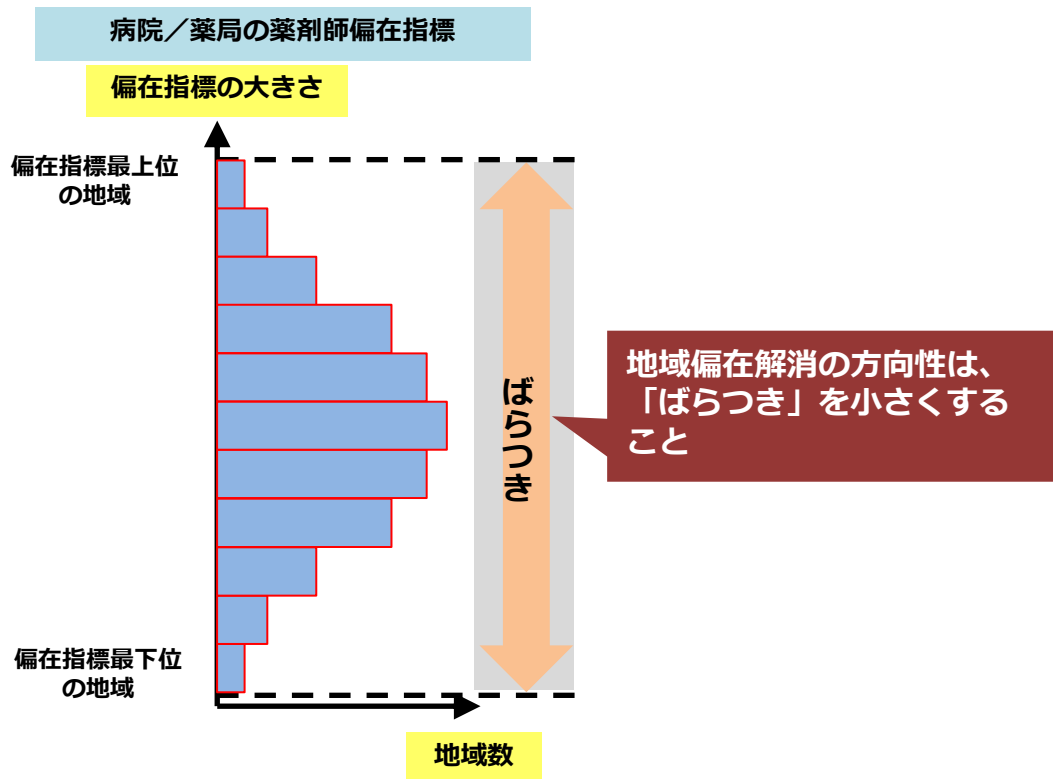 病院／薬局の薬剤師偏在指標
偏在指標の大きさ
偏在指標最上位
の地域
ばらつき
地域偏在解消の方向性は、
「ばらつき」を小さくする
こと
偏在指標最下位
の地域
地域数